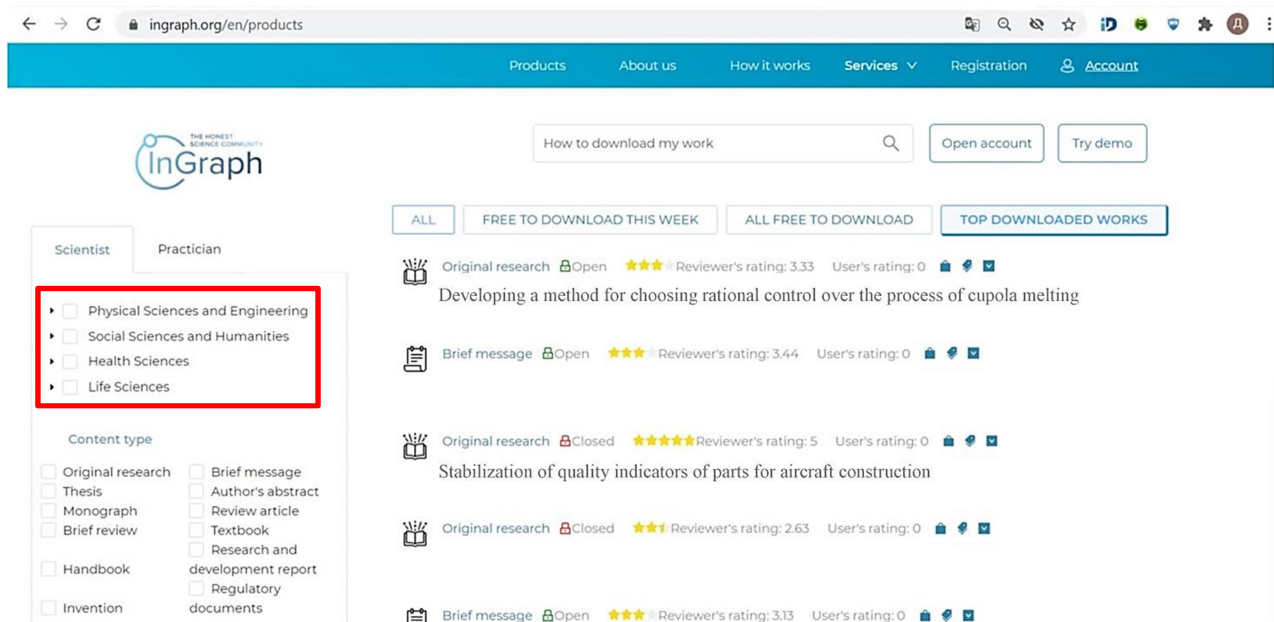 ingraph.org/en/products
Д
Products About us How it works Services Registration Account
THE HONEST
SCIENCE COMMUNITY
InGraph
How to download my work
Open account Try demo
ALL FREE TO DOWNLOAD THIS WEEK ALL FREE TO DOWNLOAD TOP DOWNLOADED WORKS
Scientist Practician
Physical Sciences and Engineering
Social Sciences and Humanities
Health Sciences
Life Sciences
Content type
Original research Brief message
Thesis Author's abstract
Monograph Review article
Brief review Textbook
Research and
Handbook development report
Regulatory
Invention documents
Original research Open Reviewer's rating: 3.33 User's rating: 0
Developing a method for choosing rational control over the process of cupola melting
Brief message Open Reviewer's rating: 3.44 User's rating: 0
Original research Closed Reviewer's rating: 5 User's rating: 0
Stabilization of quality indicators of parts for aircraft construction
Original research Closed Reviewer's rating: 2.63 User's rating: 0
Brief message Open Reviewer's rating: 3.13 User's rating: 0